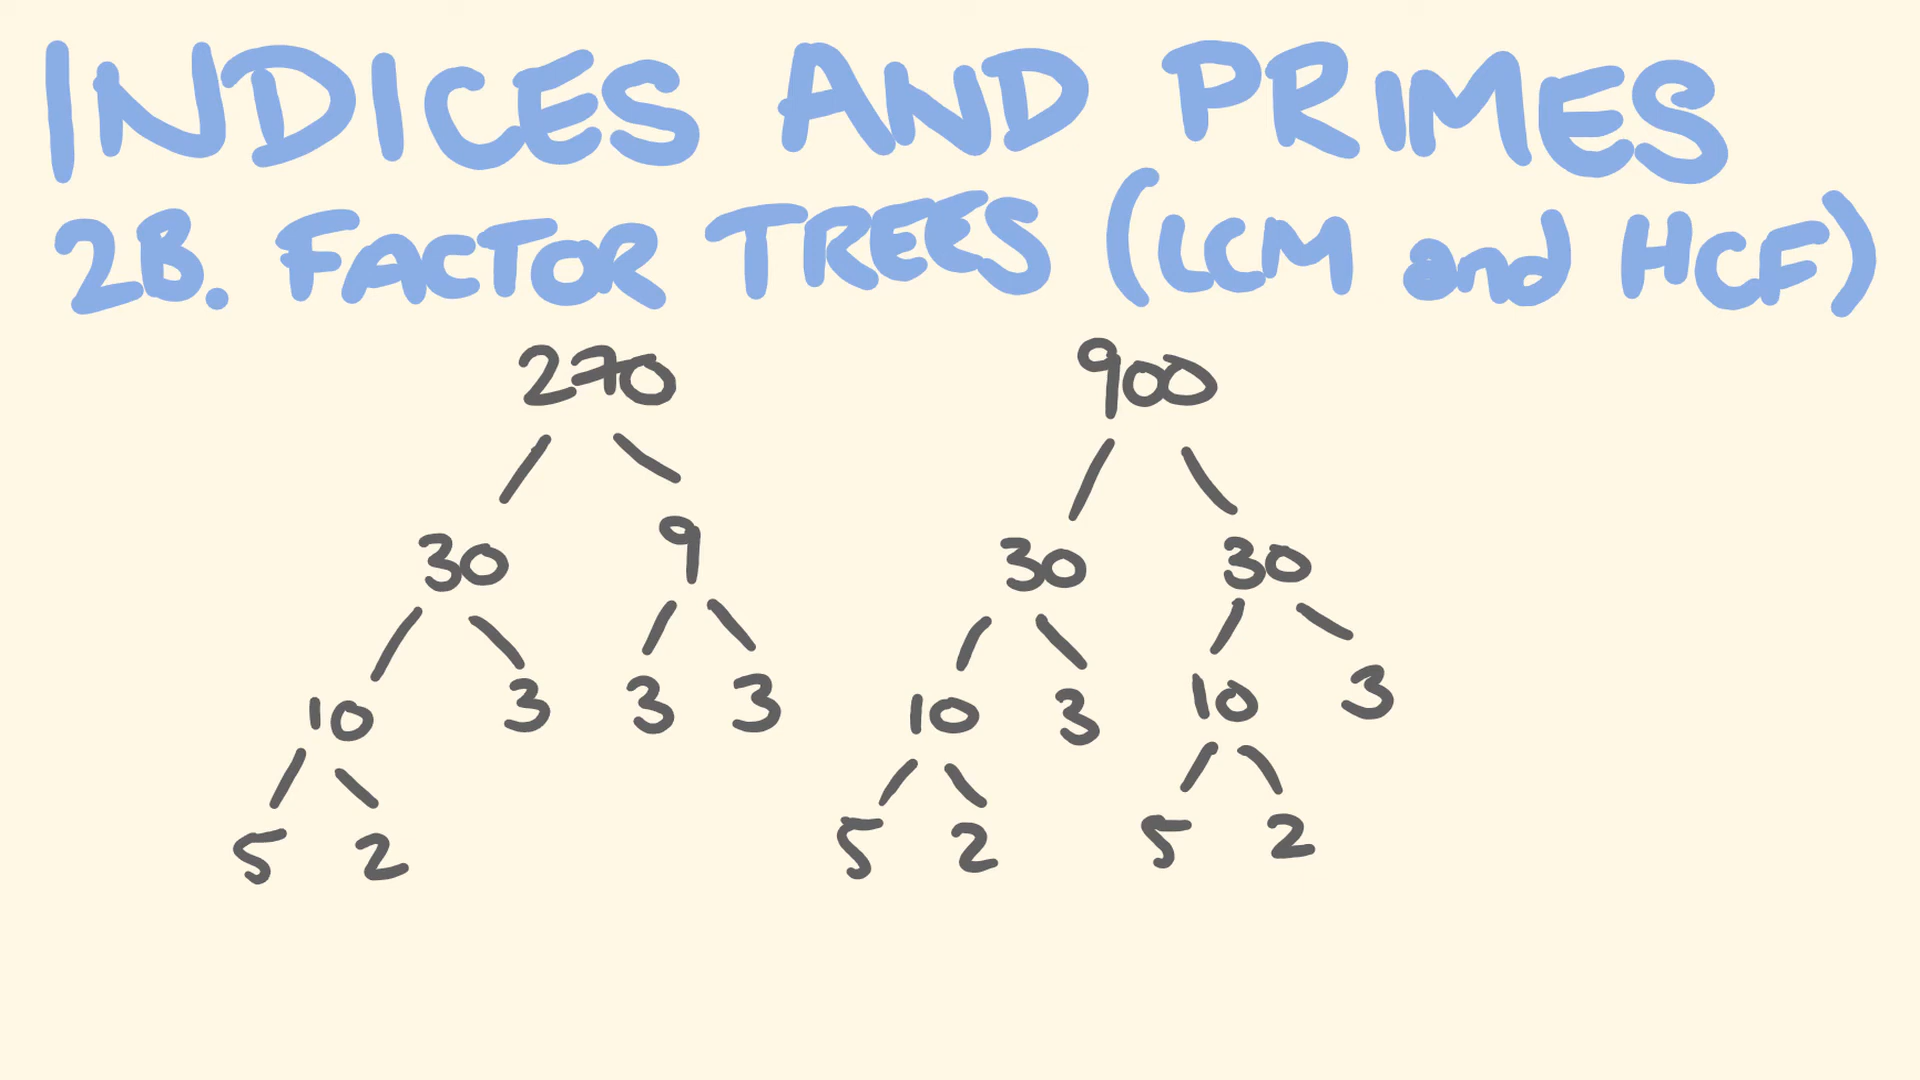 INDICES AND PRIMES
2B. FACTOR TREES (LCM and HCF)
270 900
30 9 30 30
10 3 3 3 10 3 10 3
5 2 5 2 5 2